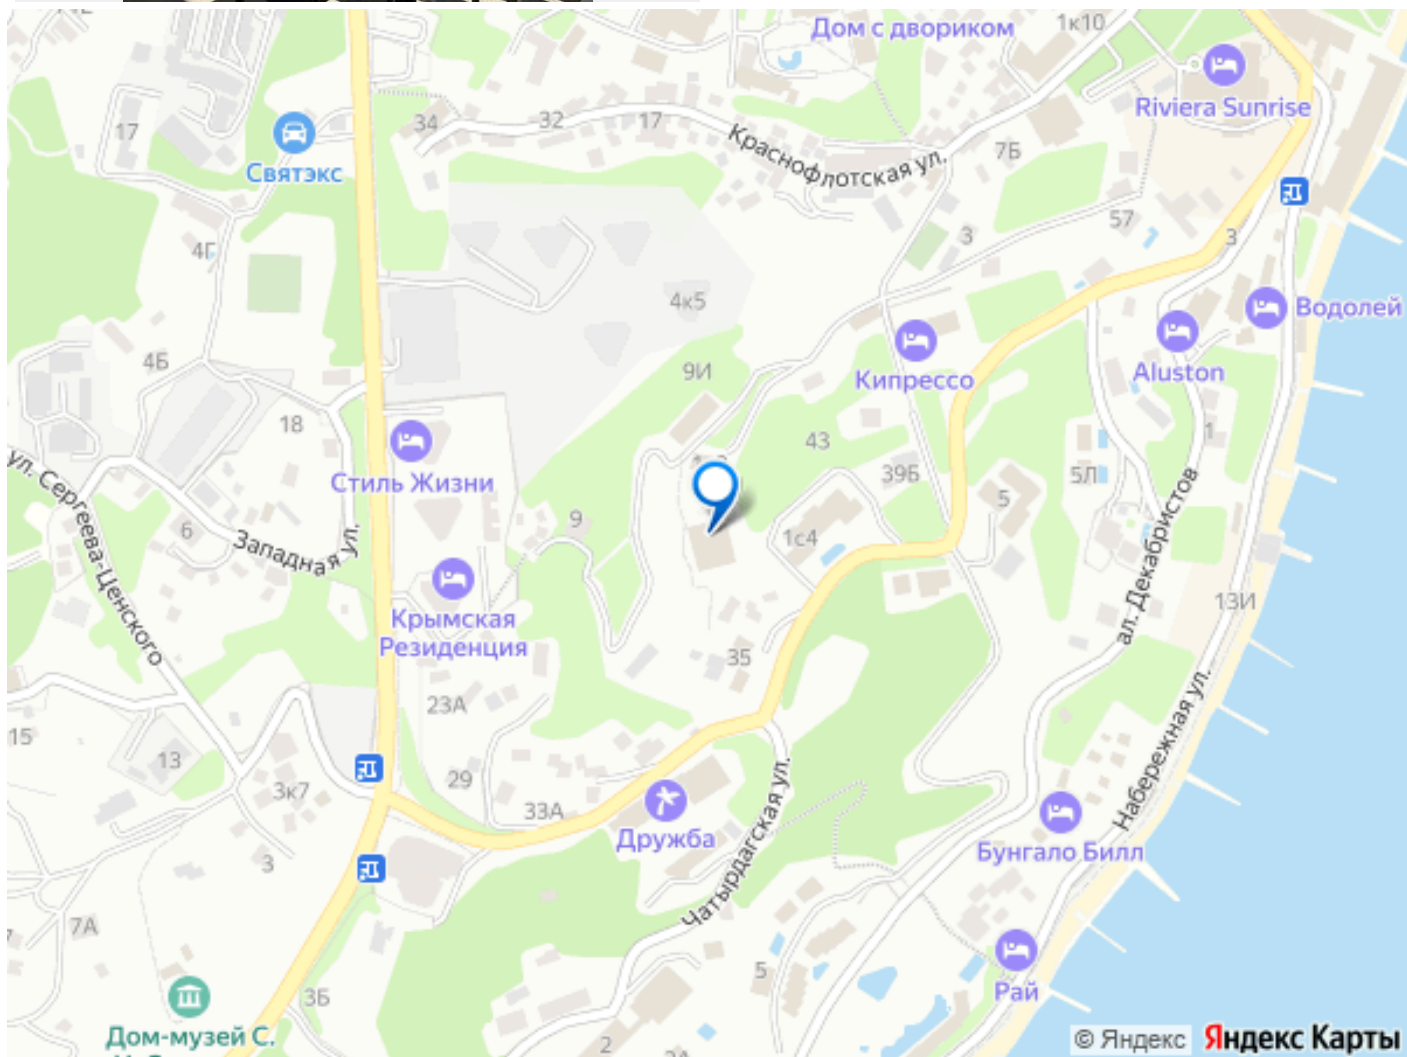 Дом с двориком
1к10
Riviera Sunrise
17
Святэкс
34
32
17
Краснофлотская ул.
7Б
57
3
3
4Г
4к5
Водолей
Кипрессо
Aluston
4Б
9И
18
Стиль Жизни
43
39Б
5Л
5
1
ул. Сергеева-Ценского
6
Западная ул.
9
1с4
ал. Декабристов
13И
Крымская
Резиденция
35
23А
15
13
3к7
29
33А
Дружба
Чатырдагская ул.
Набережная ул.
Бунгало Билл
3
7А
5
Рай
3Б
Дом-музей С.
2
© Яндекс
Яндекс Карты